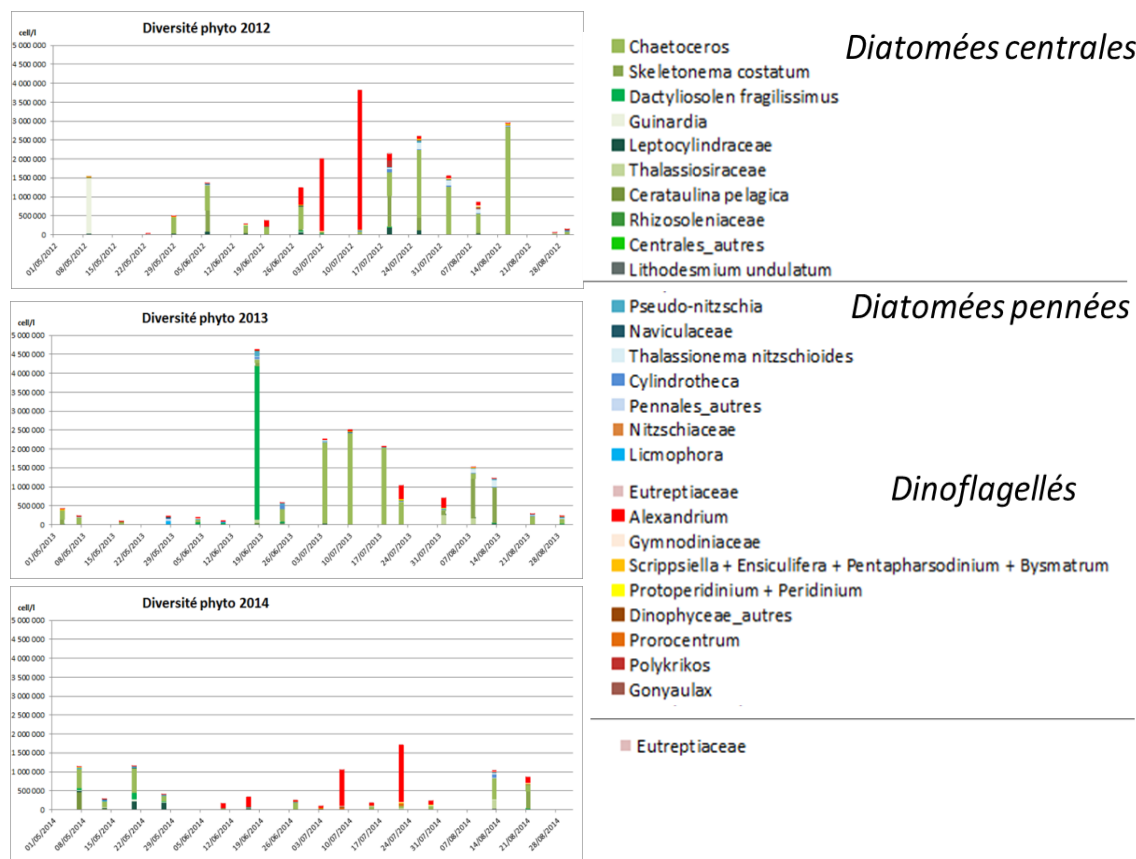 Diversité phyto 2012
cell/l
5 000 000
4 500 000
4 000 000
3 500 000
3 000 000
2 500 000
2 000 000
1 500 000
1 000 000
500 000
0
01/05/2012
08/05/2012
15/05/2012
22/05/2012
29/05/2012
05/06/2012
12/06/2012
19/06/2012
26/06/2012
03/07/2012
10/07/2012
17/07/2012
24/07/2012
31/07/2012
07/08/2012
14/08/2012
21/08/2012
28/08/2012
Diatomées centrales
Chaetoceros
Skeletonema costatum
Dactyliosolen fragilissimus
Guinardia
Leptocylindraceae
Thalassiosiraceae
Cerataulina pelagica
Rhizosoleniaceae
Centrales_autres
Lithodesmium undulatum
Diversité phyto 2013
cell/l
5 000 000
4 500 000
4 000 000
3 500 000
3 000 000
2 500 000
2 000 000
1 500 000
1 000 000
500 000
0
01/05/2013
08/05/2013
15/05/2013
22/05/2013
29/05/2013
05/06/2013
12/06/2013
19/06/2013
26/06/2013
03/07/2013
10/07/2013
17/07/2013
24/07/2013
31/07/2013
07/08/2013
14/08/2013
21/08/2013
28/08/2013
Diatomées pennées
Pseudo-nitzschia
Naviculaceae
Thalassionema nitzschioides
Cylindrotheca
Pennales_autres
Nitzschiaceae
Licmophora
Dinoflagellés
Eutreptiaceae
Alexandrium
Gymnodiniaceae
Scrippsiella + Ensiculifera + Pentapharsodinium + Bysmatrum
Protoperidinium + Peridinium
Dinophyceae_autres
Prorocentrum
Polykrikos
Gonyaulax
Diversité phyto 2014
cell/l
5 000 000
4 500 000
4 000 000
3 500 000
3 000 000
2 500 000
2 000 000
1 500 000
1 000 000
500 000
0
01/05/2014
08/05/2014
15/05/2014
22/05/2014
29/05/2014
05/06/2014
12/06/2014
19/06/2014
26/06/2014
03/07/2014
10/07/2014
17/07/2014
24/07/2014
31/07/2014
07/08/2014
14/08/2014
21/08/2014
28/08/2014
Eutreptiaceae